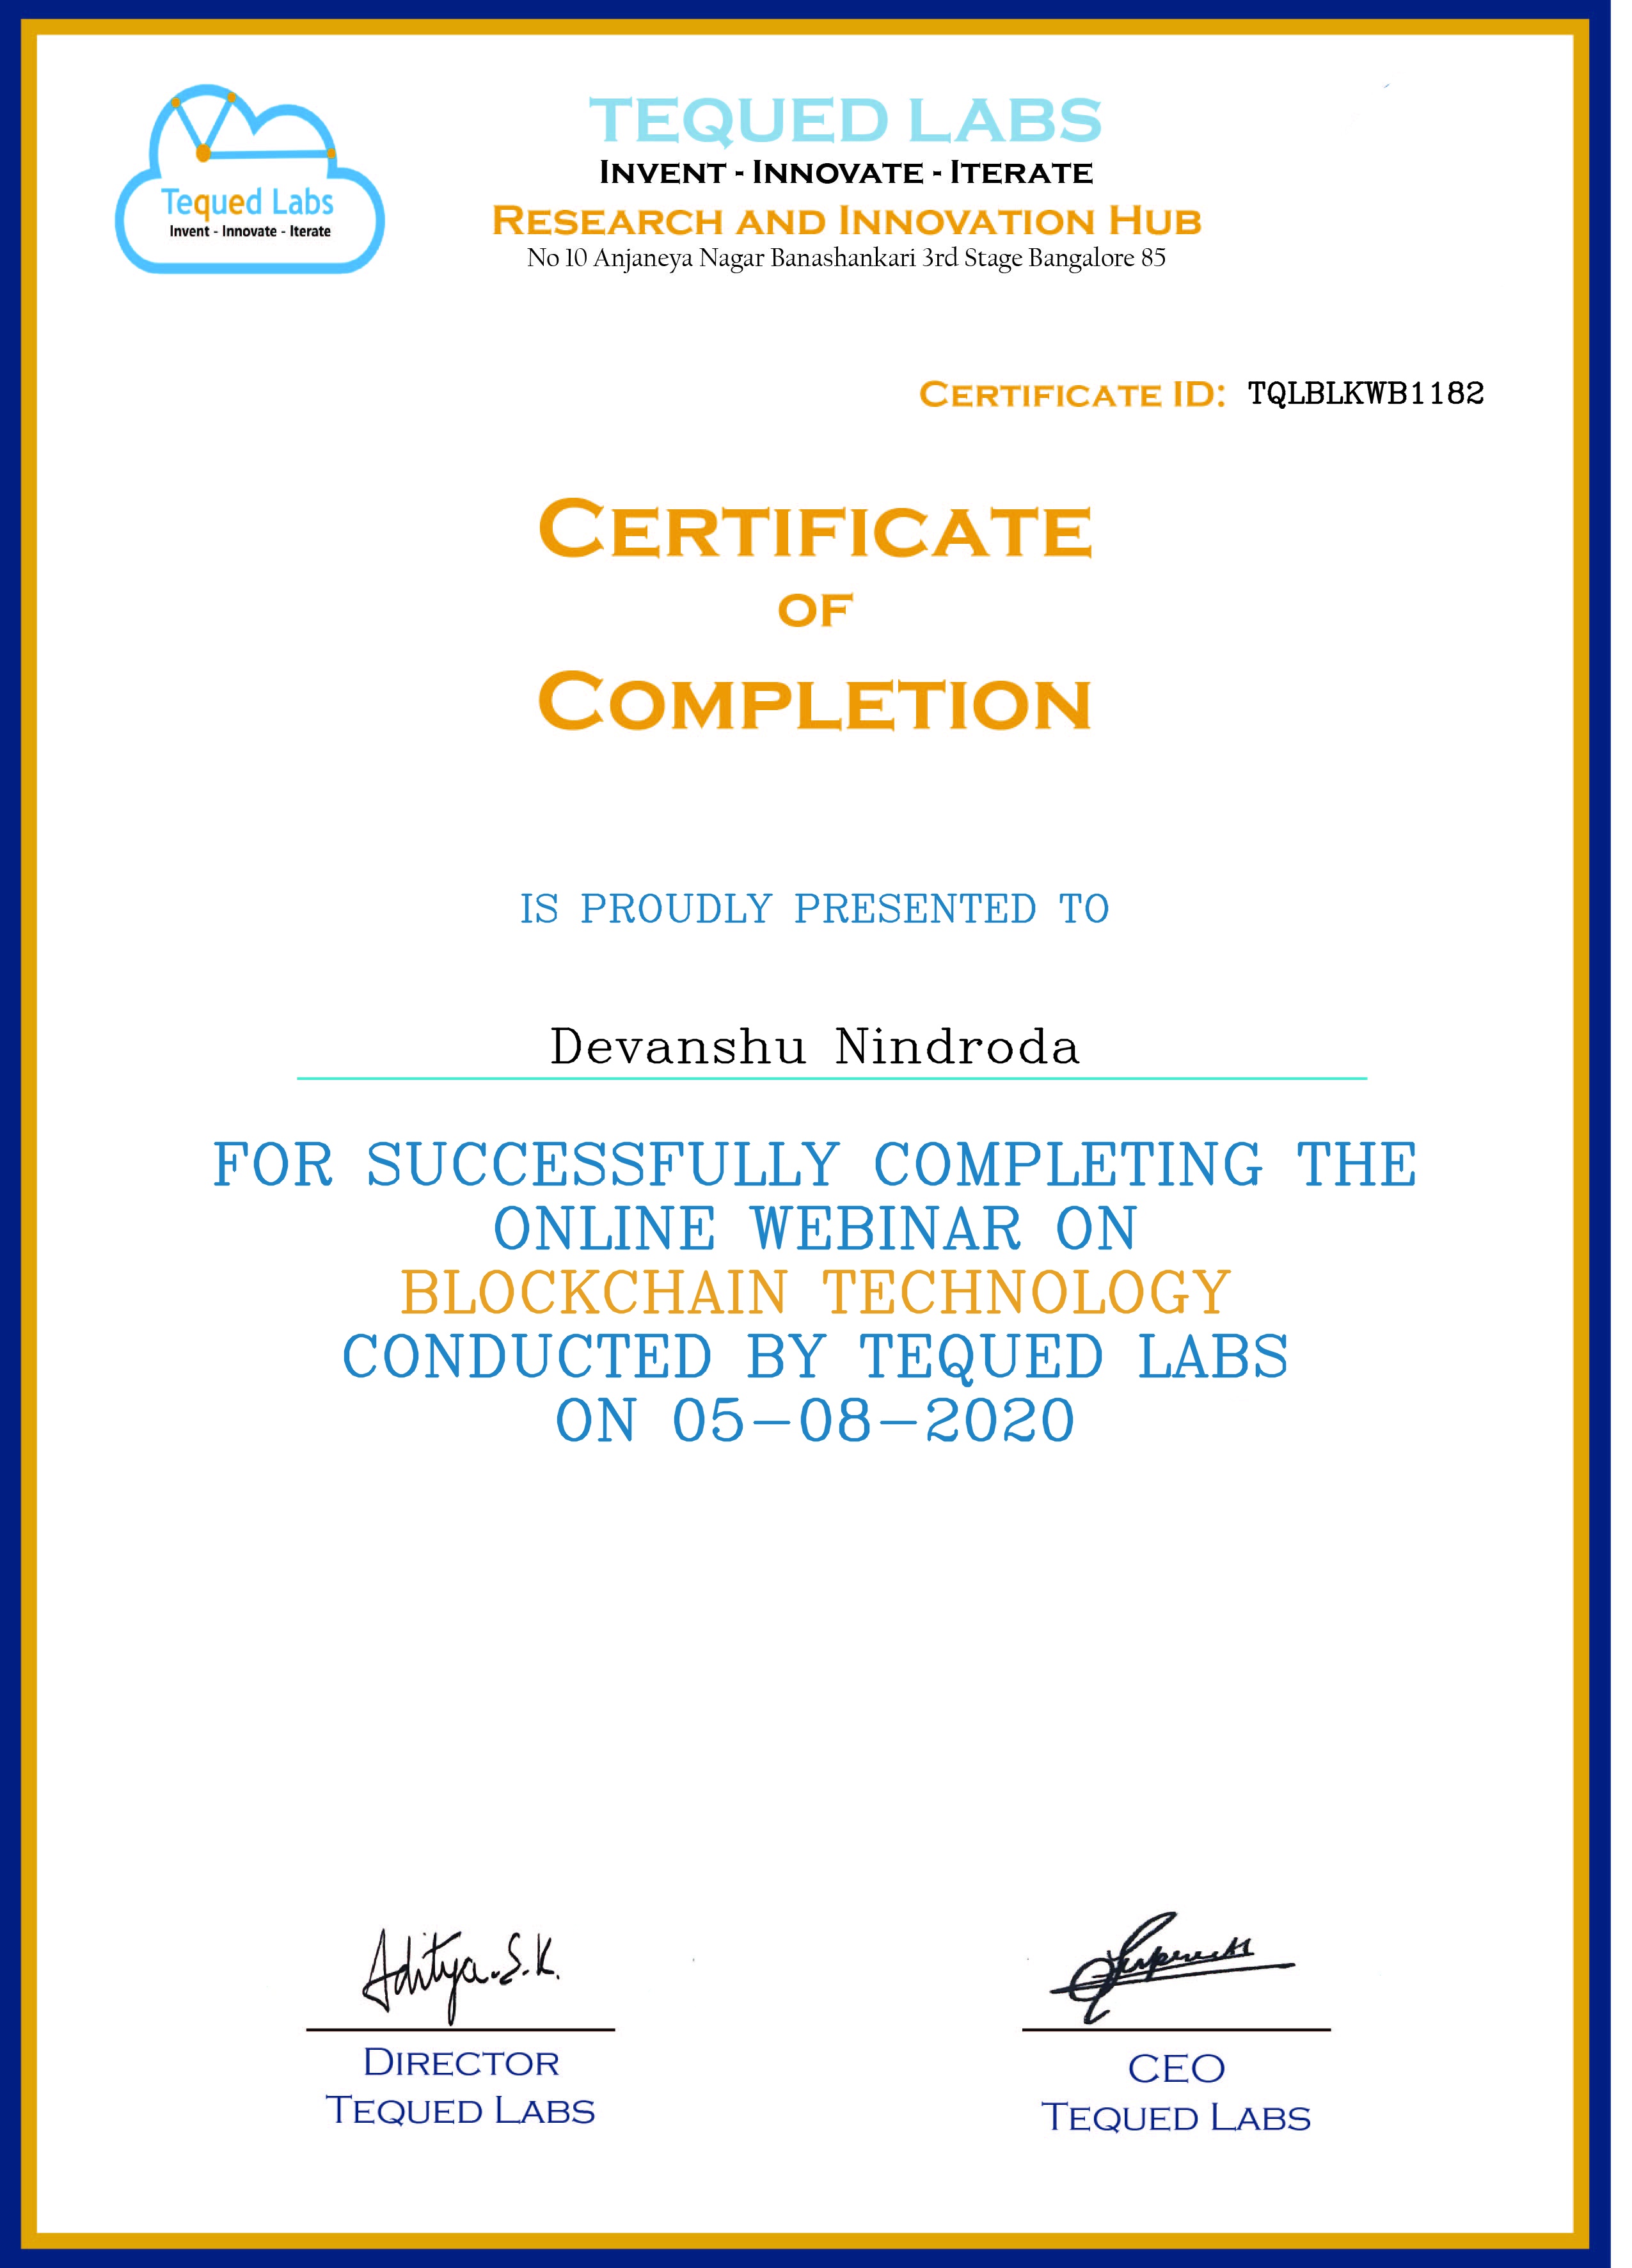 Tequed Labs
Invent - Innovate - Iterate
TEQUED LABS
INVENT - INNOVATE - ITERATE
RESEARCH AND INNOVATION HUB
No 10 Anjaneya Nagar Banashankari 3rd Stage Bangalore 85
CERTIFICATE ID: TQLBLKWB1182
CERTIFICATE
OF
COMPLETION
IS PROUDLY PRESENTED TO
Devanshu Nindroda
FOR SUCCESSFULLY COMPLETING THE
ONLINE WEBINAR ON
BLOCKCHAIN TECHNOLOGY
CONDUCTED BY TEQUED LABS
ON 05-08-2020
Aditya.S.K.
DIRECTOR
TEQUED LABS
CEO
TEQUED LABS